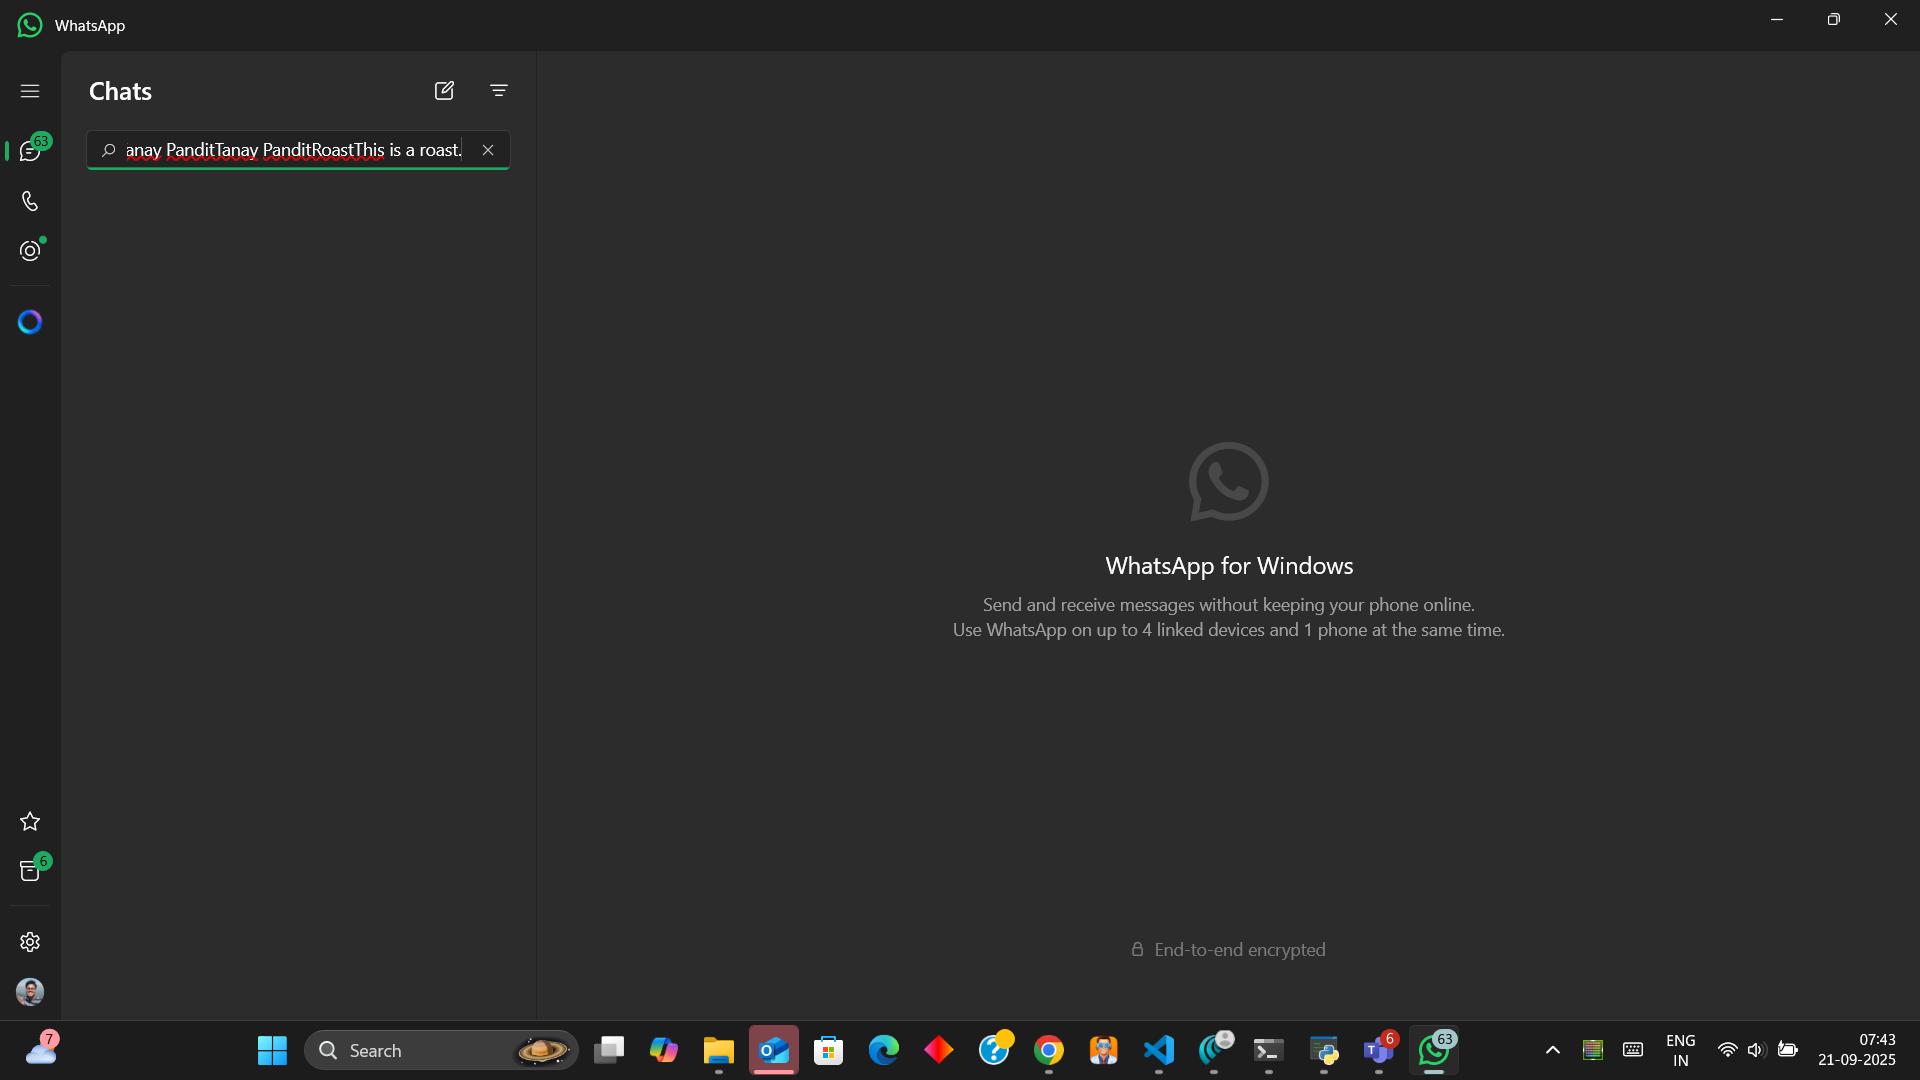 WhatsApp
Chats
63
anay PanditTanay PanditRoastThis is a roast.
WhatsApp for Windows
Send and receive messages without keeping your phone online.
Use WhatsApp on up to 4 linked devices and 1 phone at the same time.
6
End-to-end encrypted
7
Search
6
63
ENG
IN
07:43
21-09-2025